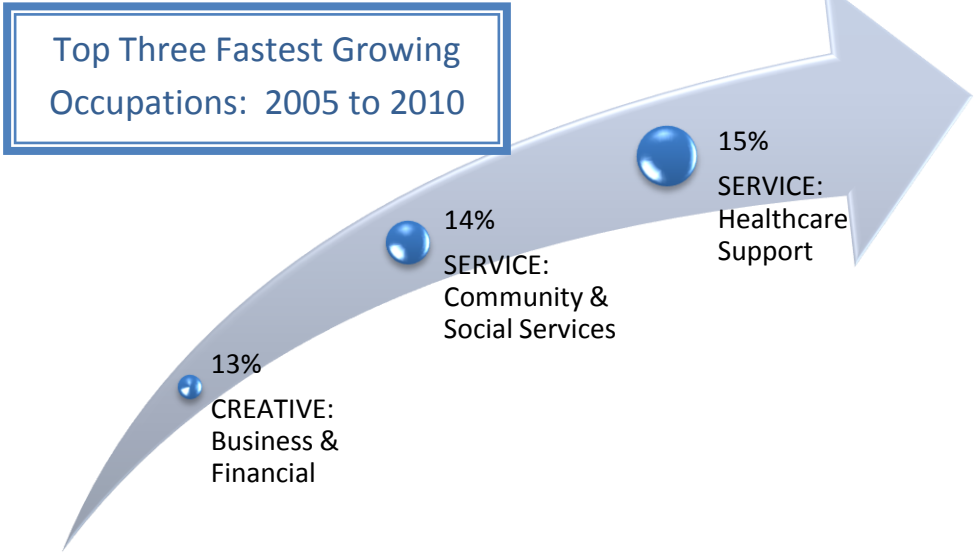 Top Three Fastest Growing
Occupations: 2005 to 2010
15%
SERVICE:
Healthcare
Support
14%
SERVICE:
Community &
Social Services
13%
CREATIVE:
Business &
Financial